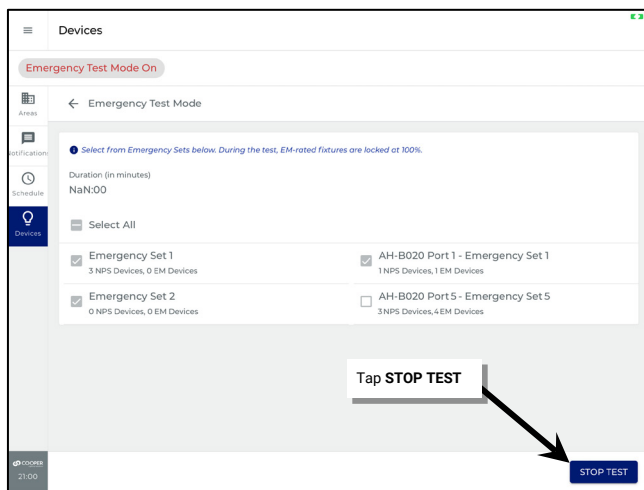 Devices
Emergency Test Mode On
Areas
Emergency Test Mode
Notifications
Select from Emergency Sets below. During the test, EM-rated fixtures are locked at 100%.
Duration (in minutes)
NaN:00
Schedule
Select All
Devices
Emergency Set 1
3 NPS Devices, 0 EM Devices
AH-B020 Port 1 - Emergency Set 1
1 NPS Devices, 1 EM Devices
Emergency Set 2
0 NPS Devices, 0 EM Devices
AH-B020 Port 5 - Emergency Set 5
3 NPS Devices, 4 EM Devices
Tap STOP TEST
COOPER
21:00
STOP TEST